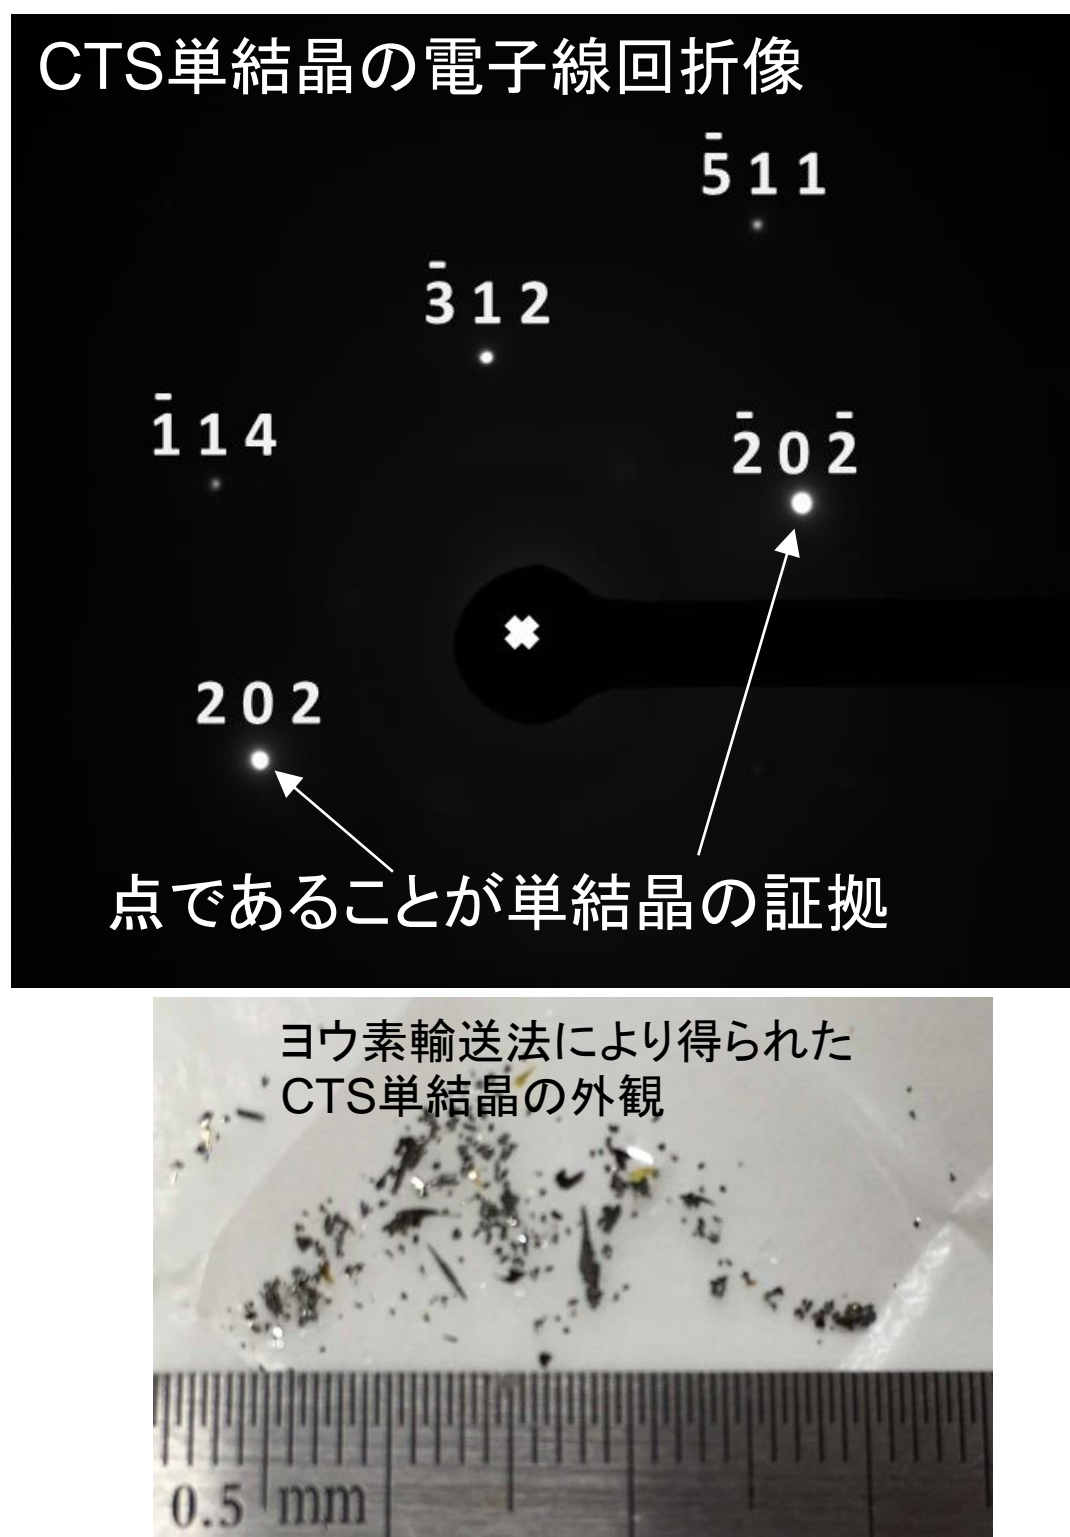 CTS単結晶の電子線回折像
5̄ 1 1
3̄ 1 2
1̄ 1 4
2̄ 0 2̄
2 0 2
点であることが単結晶の証拠
ヨウ素輸送法により得られた
CTS単結晶の外観
0.5 mm